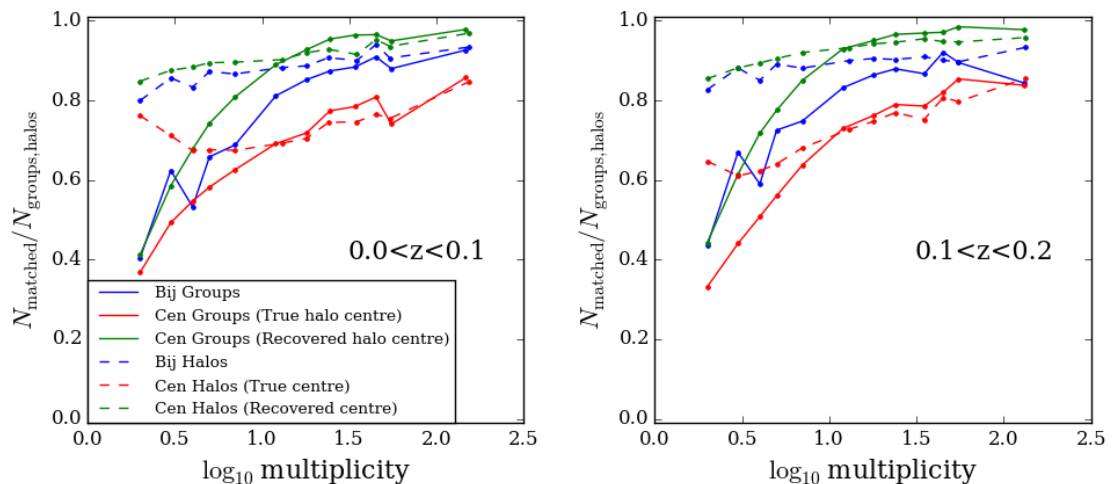 1.0
0.8
0.6
0.4
0.2
0.0
N_matched/N_groups,halos
0.0<z<0.1
Bij Groups
Cen Groups (True halo centre)
Cen Groups (Recovered halo centre)
Bij Halos
Cen Halos (True centre)
Cen Halos (Recovered centre)
0.0 0.5 1.0 1.5 2.0 2.5
log10 multiplicity
1.0
0.8
0.6
0.4
0.2
0.0
N_matched/N_groups,halos
0.1<z<0.2
0.0 0.5 1.0 1.5 2.0 2.5
log10 multiplicity